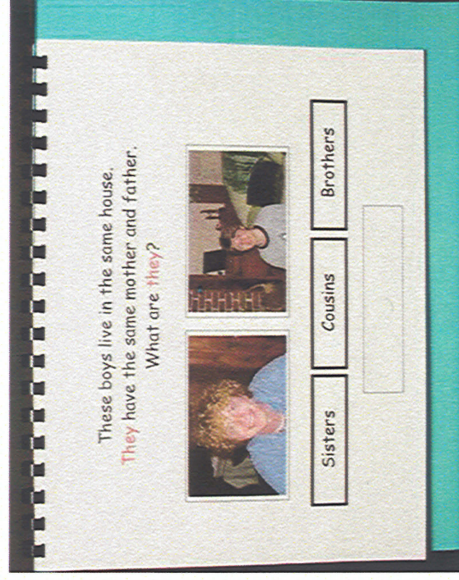 These boys live in the same house.
They have the same mother and father.
What are they?
Sisters
Cousins
Brothers